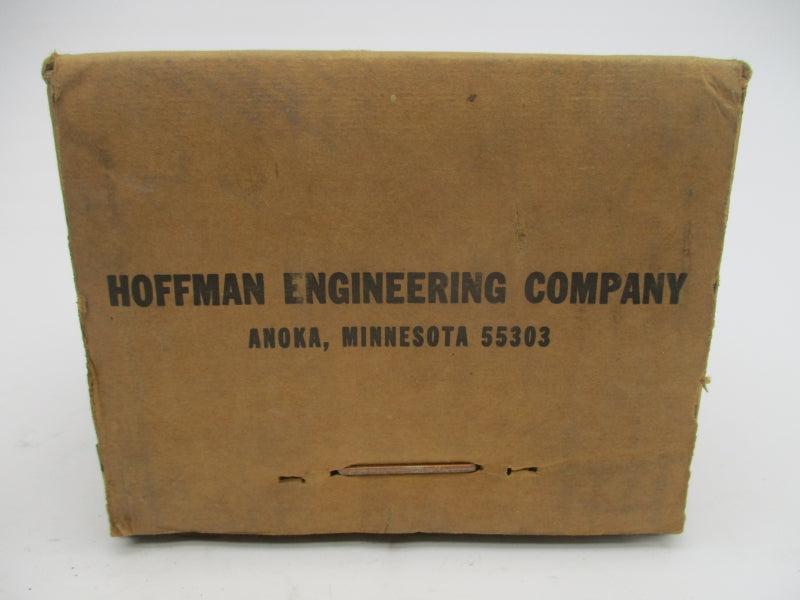 HOFFMAN ENGINEERING COMPANY
ANOKA, MINNESOTA 55303